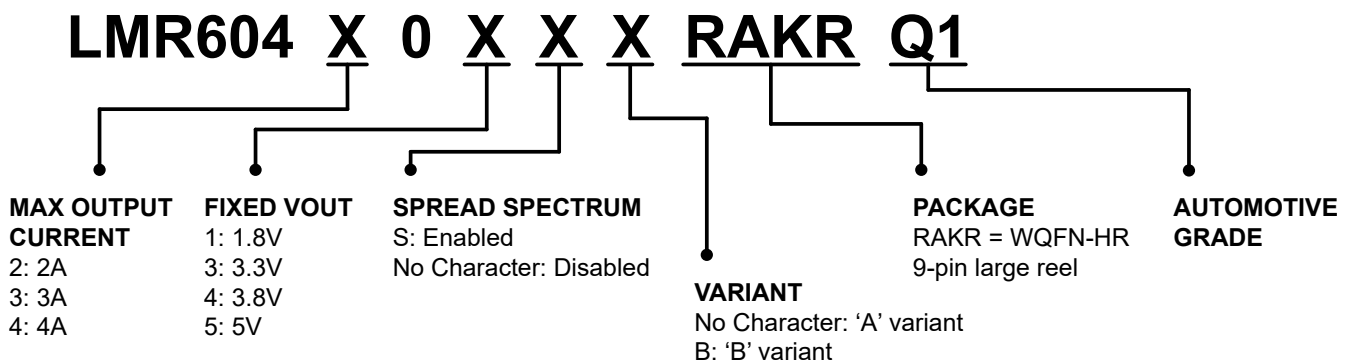 LMR604 X 0 X X X RAKR Q1
MAX OUTPUT
CURRENT
2: 2A
3: 3A
4: 4A
FIXED VOUT
1: 1.8V
3: 3.3V
4: 3.8V
5: 5V
SPREAD SPECTRUM
S: Enabled
No Character: Disabled
VARIANT
No Character: ‘A’ variant
B: ‘B’ variant
PACKAGE
RAKR = WQFN-HR
9-pin large reel
AUTOMOTIVE
GRADE